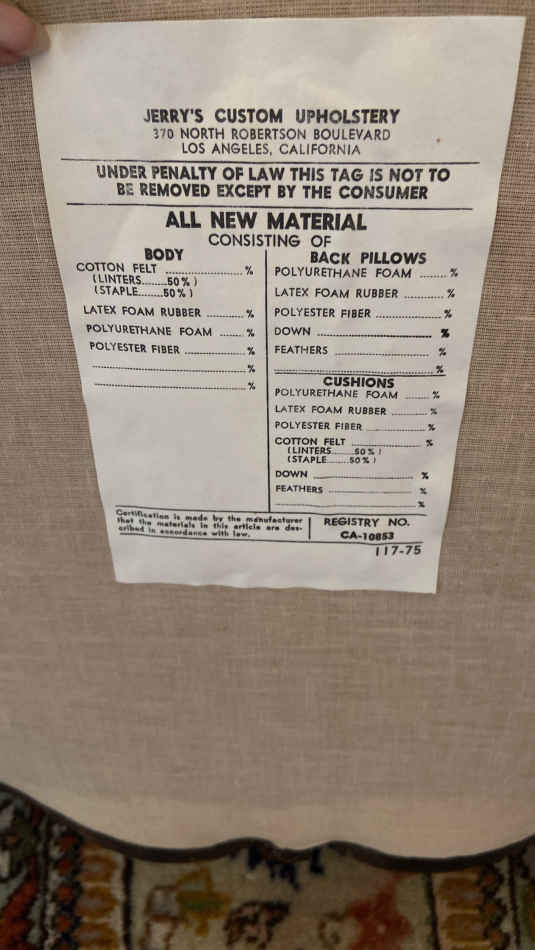 JERRY'S CUSTOM UPHOLSTERY
370 NORTH ROBERTSON BOULEVARD
LOS ANGELES, CALIFORNIA
UNDER PENALTY OF LAW THIS TAG IS NOT TO
BE REMOVED EXCEPT BY THE CONSUMER
ALL NEW MATERIAL
CONSISTING OF
BODY
COTTON FELT ........................ %
(LINTERS.......50%)
(STAPLE.......50%)
LATEX FOAM RUBBER ........... %
POLYURETHANE FOAM ....... %
POLYESTER FIBER .................. %
............................................. %
............................................. %
BACK PILLOWS
POLYURETHANE FOAM ........ %
LATEX FOAM RUBBER ............ %
POLYESTER FIBER ................... %
DOWN ................................... %
FEATHERS ............................. %
............................................. %
CUSHIONS
POLYURETHANE FOAM ....... %
LATEX FOAM RUBBER ........... %
POLYESTER FIBER .................. %
COTTON FELT ..................... %
(LINTERS.......50%)
(STAPLE.......50%)
DOWN ................................ %
FEATHERS .......................... %
............................................. %
Certification is made by the manufacturer
that the materials in this article are des-
cribed in accordance with law.
REGISTRY NO.
CA-10853
117-75